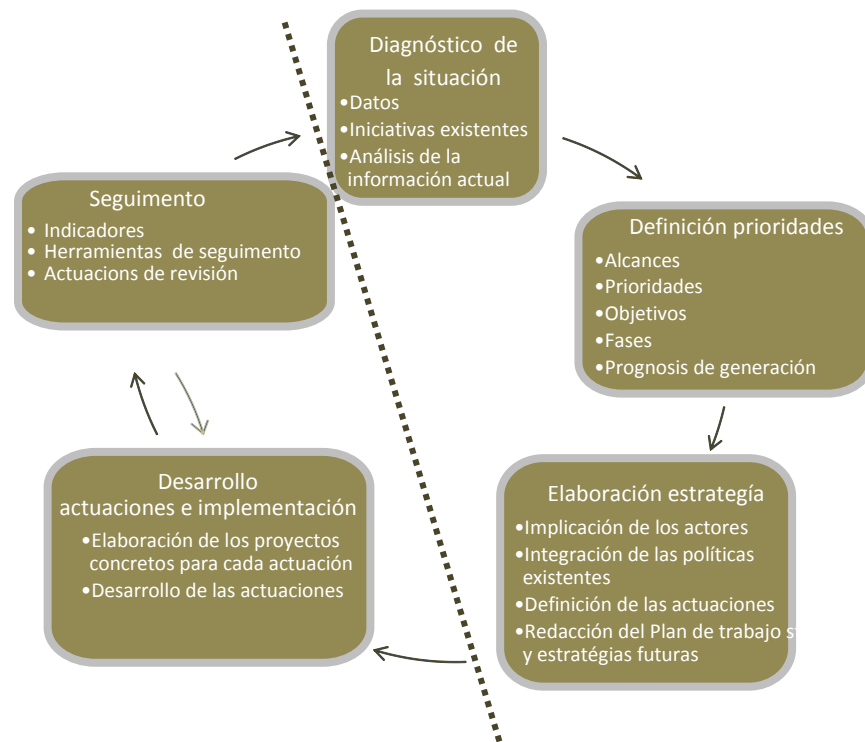 Diagnóstico de
la situación
•Datos
•Iniciativas existentes
•Análisis de la
información actual
Definición prioridades
•Alcances
•Prioridades
•Objetivos
•Fases
•Prognosis de generación
Elaboración estrategía
•Implicación de los actores
•Integración de las políticas
existentes
•Definición de las actuaciones
•Redacción del Plan de trabajo
y estratégias futuras
Desarrollo
actuaciones e implementación
•Elaboración de los proyectos
concretos para cada actuación
•Desarrollo de las actuaciones
Seguimento
• Indicadores
• Herramientas de seguimento
• Actuacions de revisión